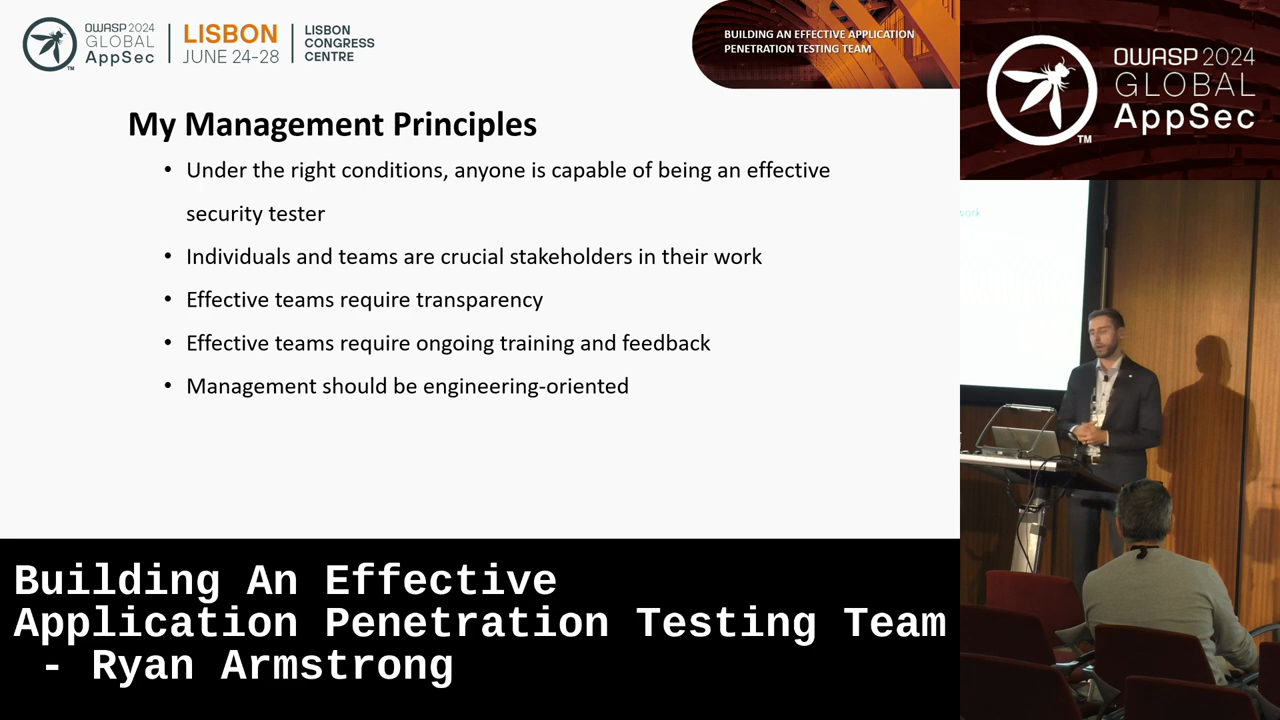 OWASP 2024
GLOBAL
AppSec
LISBON
JUNE 24-28
LISBON
CONGRESS
CENTRE
BUILDING AN EFFECTIVE APPLICATION
PENETRATION TESTING TEAM
My Management Principles
• Under the right conditions, anyone is capable of being an effective
security tester
• Individuals and teams are crucial stakeholders in their work
• Effective teams require transparency
• Effective teams require ongoing training and feedback
• Management should be engineering-oriented
Building An Effective
Application Penetration Testing Team
- Ryan Armstrong
OWASP 2024
GLOBAL
AppSec
TM